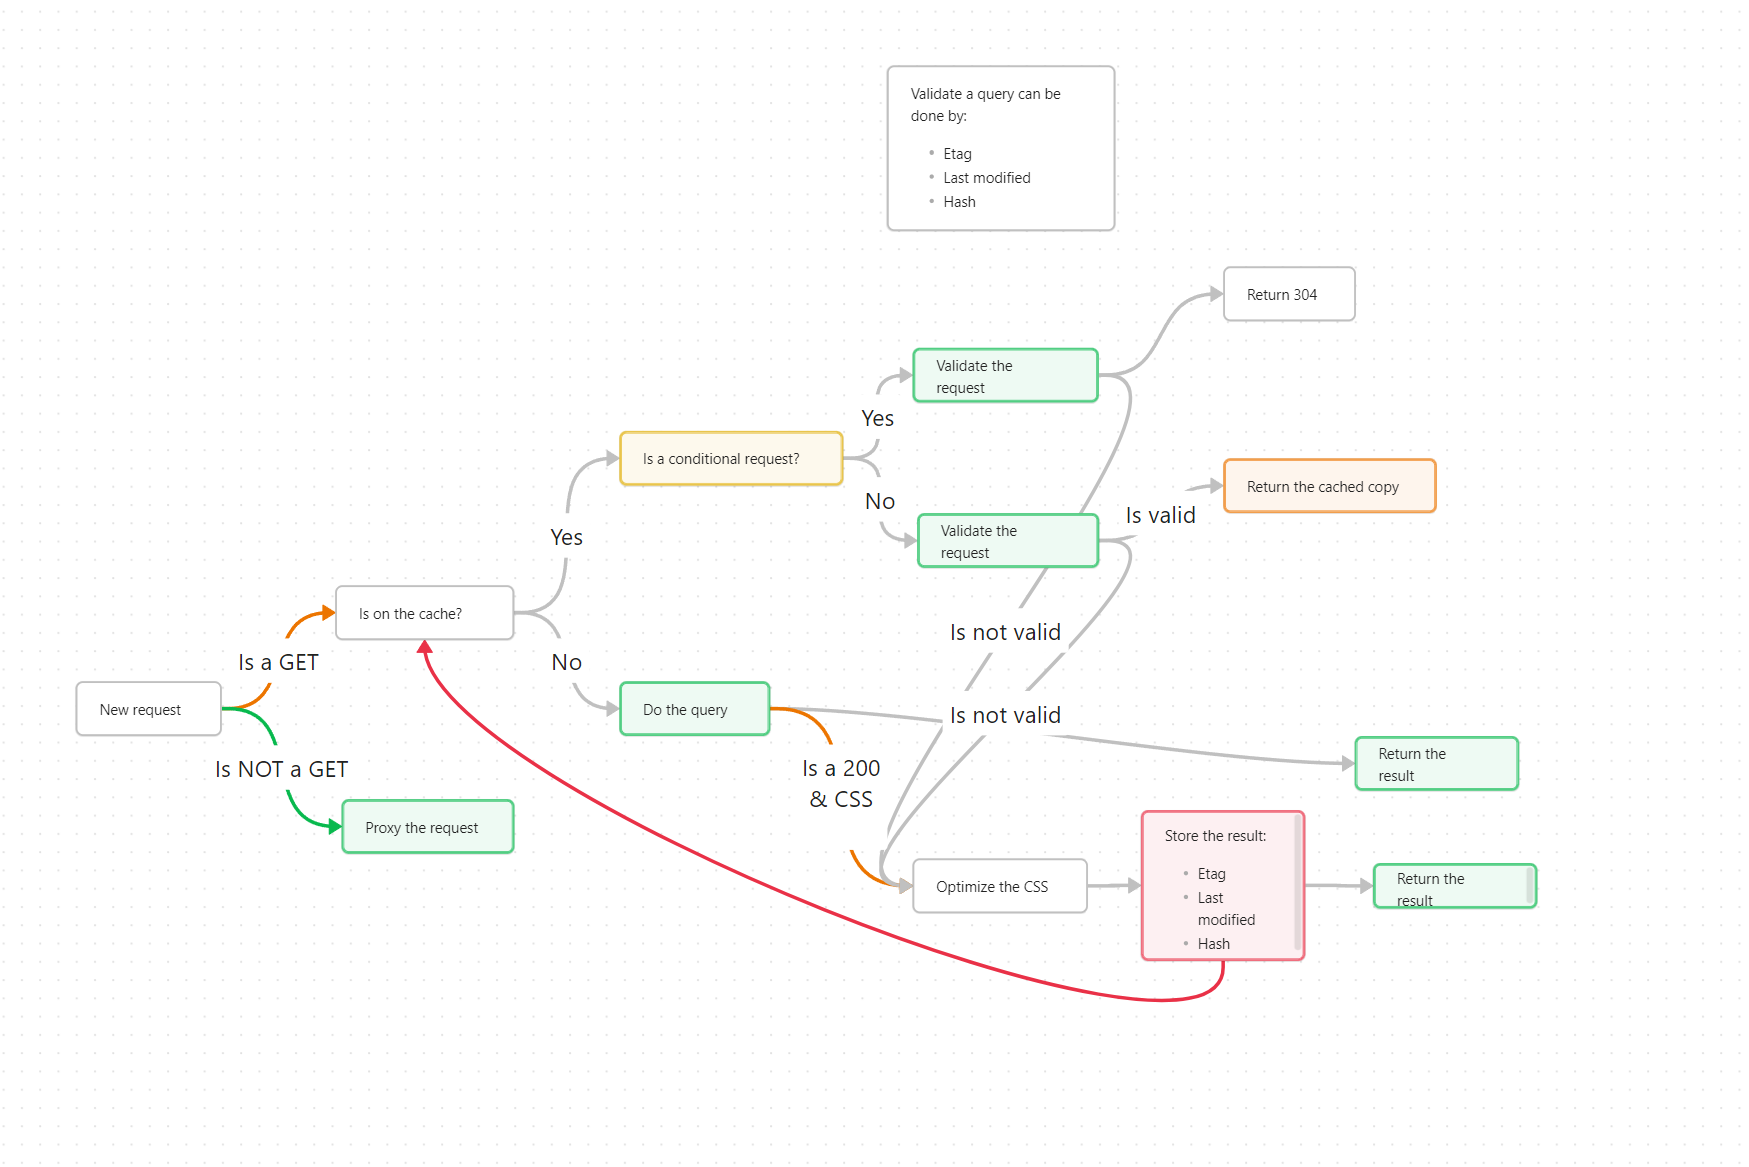 Validate a query can be
done by:
• Etag
• Last modified
• Hash
Return 304
Validate the
request
Yes
Is a conditional request?
Return the cached copy
No
Is valid
Validate the
request
Yes
Is on the cache?
Is not valid
Is a GET
No
New request
Do the query
Is not valid
Return the
result
Is NOT a GET
Is a 200
& CSS
Proxy the request
Store the result:
• Etag
• Last
modified
• Hash
Optimize the CSS
Return the
result